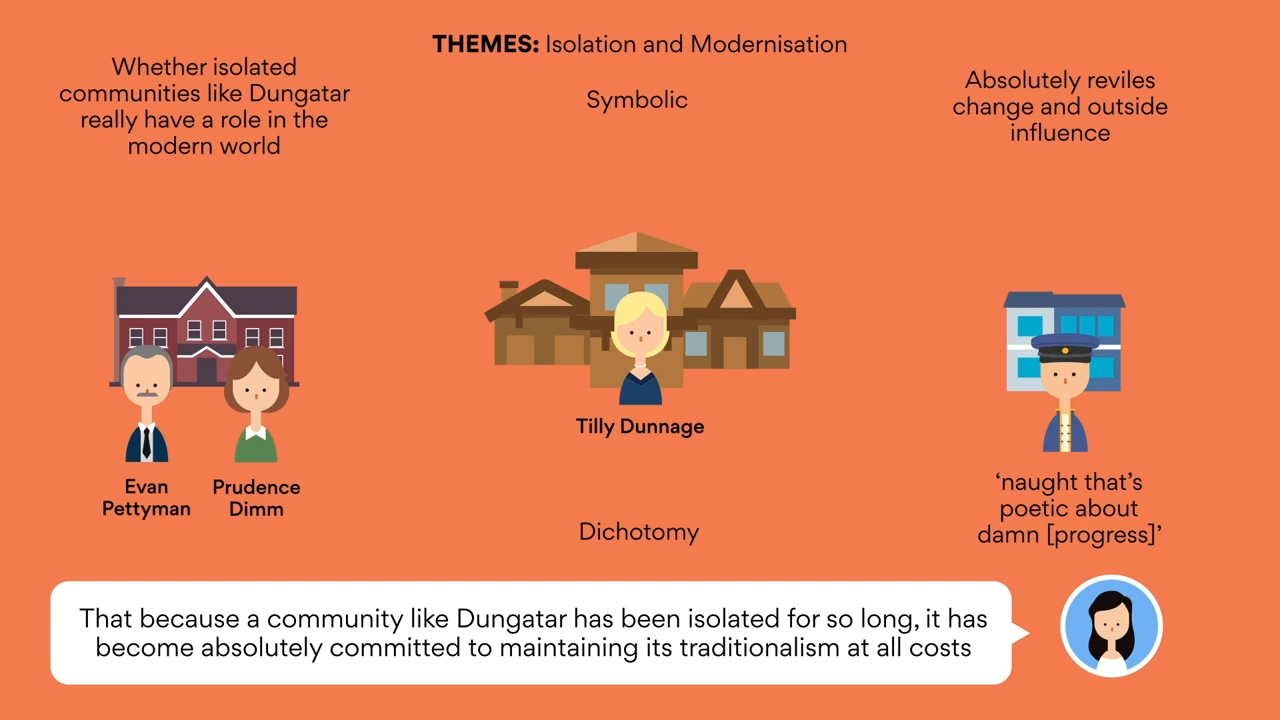 THEMES: Isolation and Modernisation
Whether isolated
communities like Dungatar
really have a role in the
modern world
Symbolic
Absolutely reviles
change and outside
influence
Tilly Dunnage
Evan
Pettyman
Prudence
Dimm
‘naught that’s
poetic about
damn [progress]’
Dichotomy
That because a community like Dungatar has been isolated for so long, it has
become absolutely committed to maintaining its traditionalism at all costs